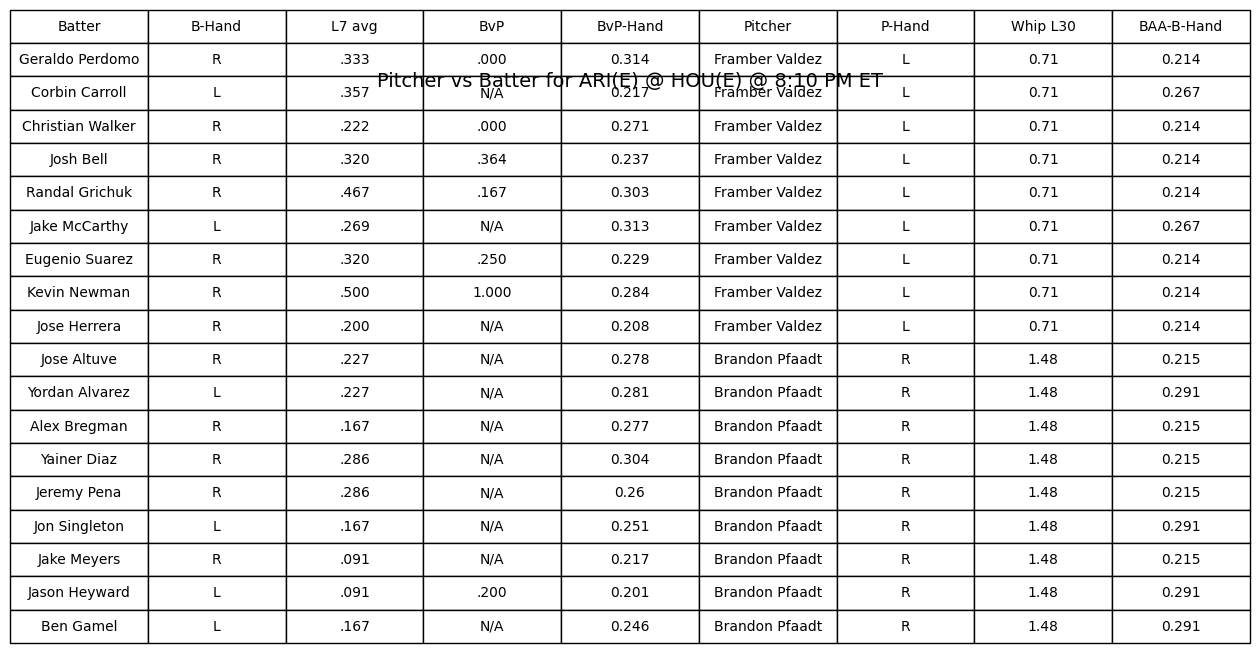 Batter B-Hand L7 avg BvP BvP-Hand Pitcher P-Hand Whip L30 BAA-B-Hand
Geraldo Perdomo R .333 .000 0.314 Framber Valdez L 0.71 0.214
Pitcher vs Batter for ARI(E) @ HOU(E) @ 8:10 PM ET
Corbin Carroll L .357 N/A 0.217 Framber Valdez L 0.71 0.267
Christian Walker R .222 .000 0.271 Framber Valdez L 0.71 0.214
Josh Bell R .320 .364 0.237 Framber Valdez L 0.71 0.214
Randal Grichuk R .467 .167 0.303 Framber Valdez L 0.71 0.214
Jake McCarthy L .269 N/A 0.313 Framber Valdez L 0.71 0.267
Eugenio Suarez R .320 .250 0.229 Framber Valdez L 0.71 0.214
Kevin Newman R .500 1.000 0.284 Framber Valdez L 0.71 0.214
Jose Herrera R .200 N/A 0.208 Framber Valdez L 0.71 0.214
Jose Altuve R .227 N/A 0.278 Brandon Pfaadt R 1.48 0.215
Yordan Alvarez L .227 N/A 0.281 Brandon Pfaadt R 1.48 0.291
Alex Bregman R .167 N/A 0.277 Brandon Pfaadt R 1.48 0.215
Yainer Diaz R .286 N/A 0.304 Brandon Pfaadt R 1.48 0.215
Jeremy Pena R .286 N/A 0.26 Brandon Pfaadt R 1.48 0.215
Jon Singleton L .167 N/A 0.251 Brandon Pfaadt R 1.48 0.291
Jake Meyers R .091 N/A 0.217 Brandon Pfaadt R 1.48 0.215
Jason Heyward L .091 .200 0.201 Brandon Pfaadt R 1.48 0.291
Ben Gamel L .167 N/A 0.246 Brandon Pfaadt R 1.48 0.291